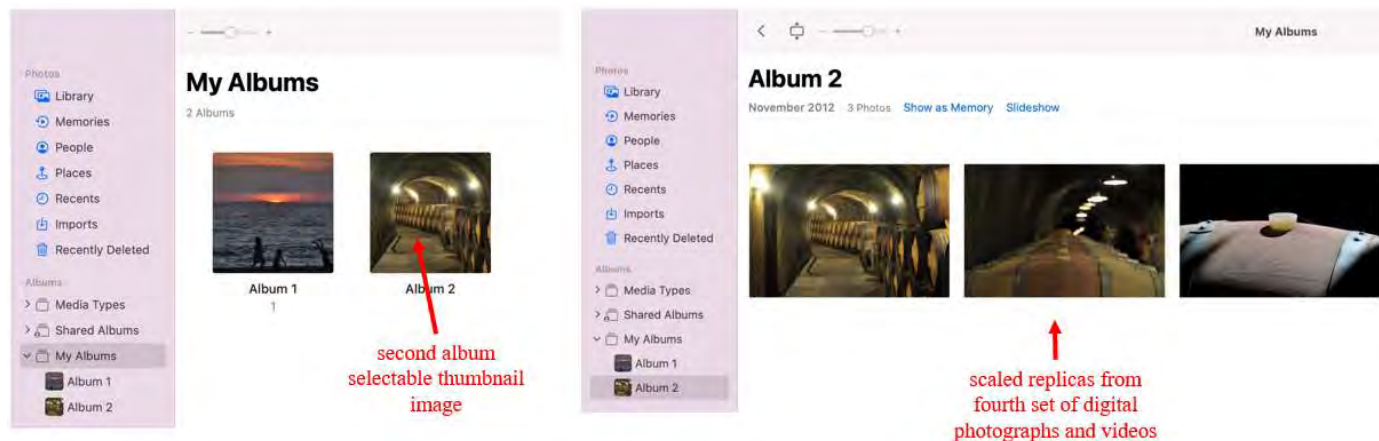 Photos
Library
Memories
People
Places
Recents
Imports
Recently Deleted
Albums
Media Types
Shared Albums
My Albums
Album 1
Album 2
- +
My Albums
2 Albums
Album 1
1
Album 2
second album
selectable thumbnail
image
Photos
Library
Memories
People
Places
Recents
Imports
Recently Deleted
Albums
Media Types
Shared Albums
My Albums
Album 1
Album 2
- +
My Albums
Album 2
November 2012 3 Photos Show as Memory Slideshow
scaled replicas from
fourth set of digital
photographs and videos